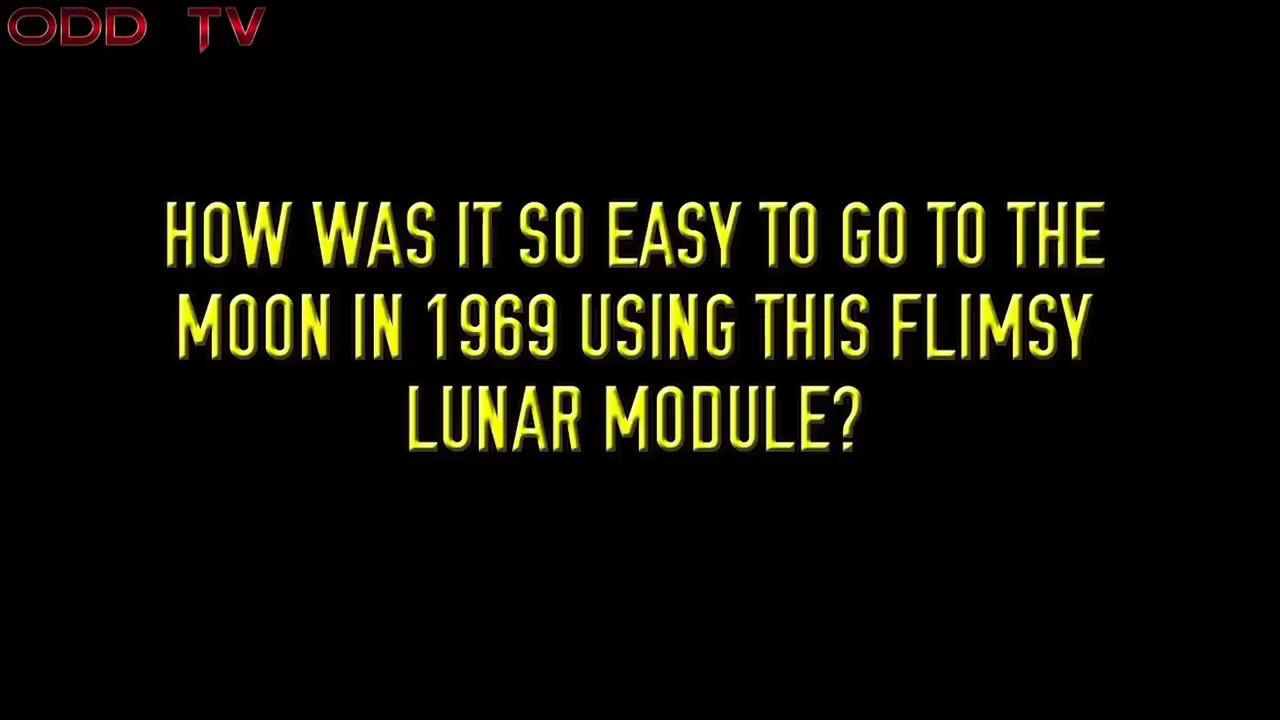 ODD TV
HOW WAS IT SO EASY TO GO TO THE
MOON IN 1969 USING THIS FLIMSY
LUNAR MODULE?